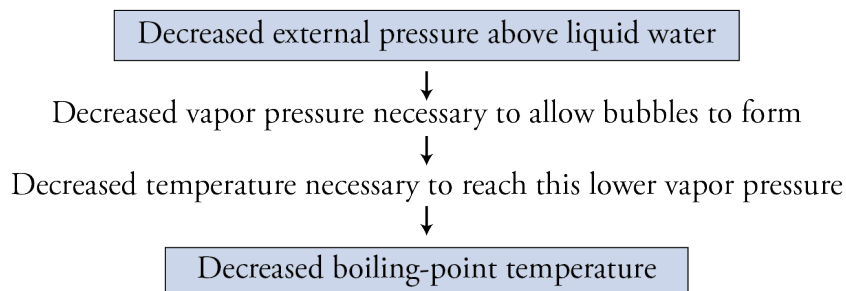 Decreased external pressure above liquid water
Decreased vapor pressure necessary to allow bubbles to form
Decreased temperature necessary to reach this lower vapor pressure
Decreased boiling-point temperature